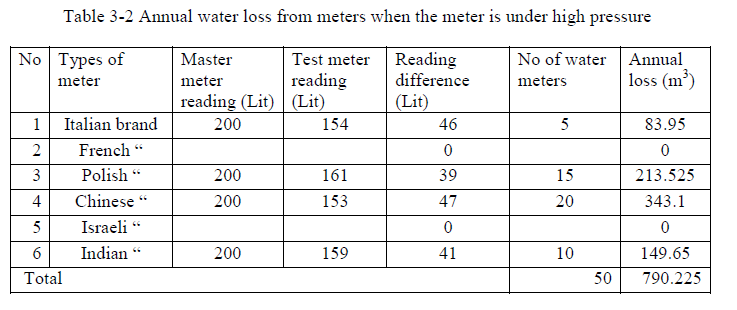 Table 3-2 Annual water loss from meters when the meter is under high pressure
No Types of meter Master meter reading (Lit) Test meter reading (Lit) Reading difference (Lit) No of water meters Annual loss (m³)
1 Italian brand 200 154 46 5 83.95
2 French “ 0 0
3 Polish “ 200 161 39 15 213.525
4 Chinese “ 200 153 47 20 343.1
5 Israeli “ 0 0
6 Indian “ 200 159 41 10 149.65
Total 50 790.225